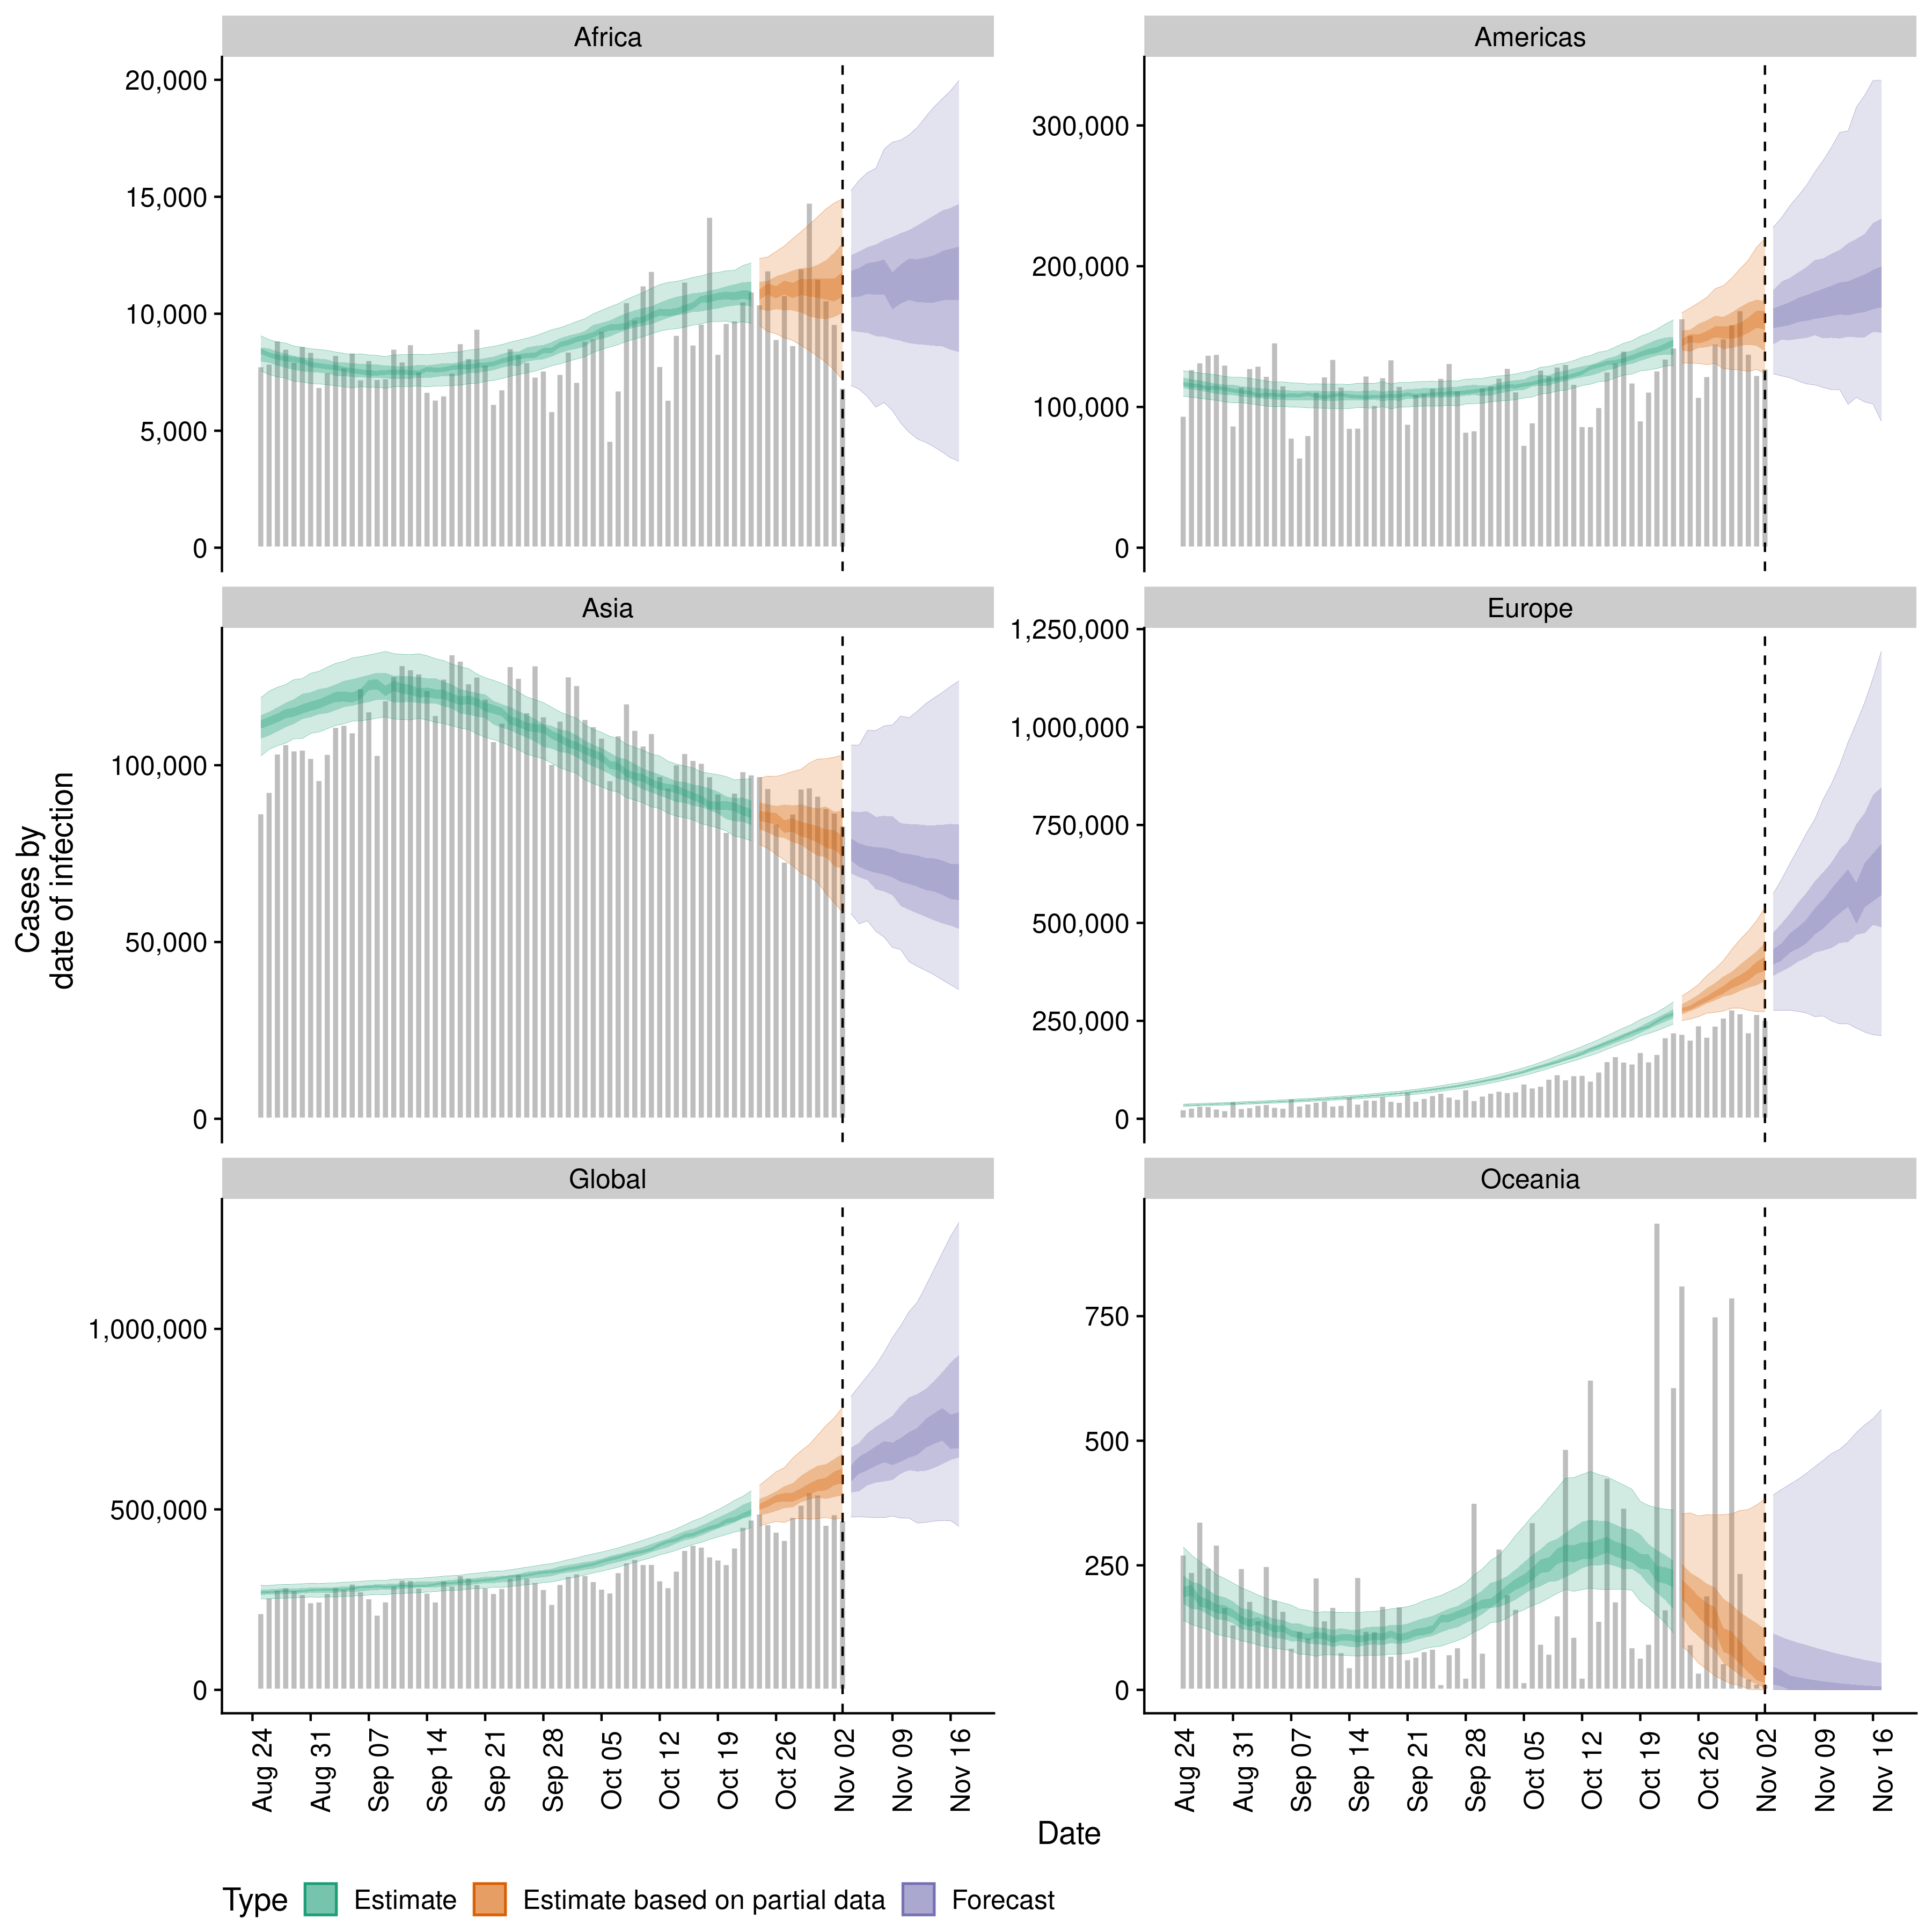 Africa
Americas
20,000
15,000
10,000
5,000
0
300,000
200,000
100,000
0
Asia
Europe
100,000
50,000
0
1,250,000
1,000,000
750,000
500,000
250,000
0
Cases by
date of infection
Global
Oceania
1,000,000
500,000
0
750
500
250
0
Aug 24
Aug 31
Sep 07
Sep 14
Sep 21
Sep 28
Oct 05
Oct 12
Oct 19
Oct 26
Nov 02
Nov 09
Nov 16
Aug 24
Aug 31
Sep 07
Sep 14
Sep 21
Sep 28
Oct 05
Oct 12
Oct 19
Oct 26
Nov 02
Nov 09
Nov 16
Date
Type Estimate Estimate based on partial data Forecast